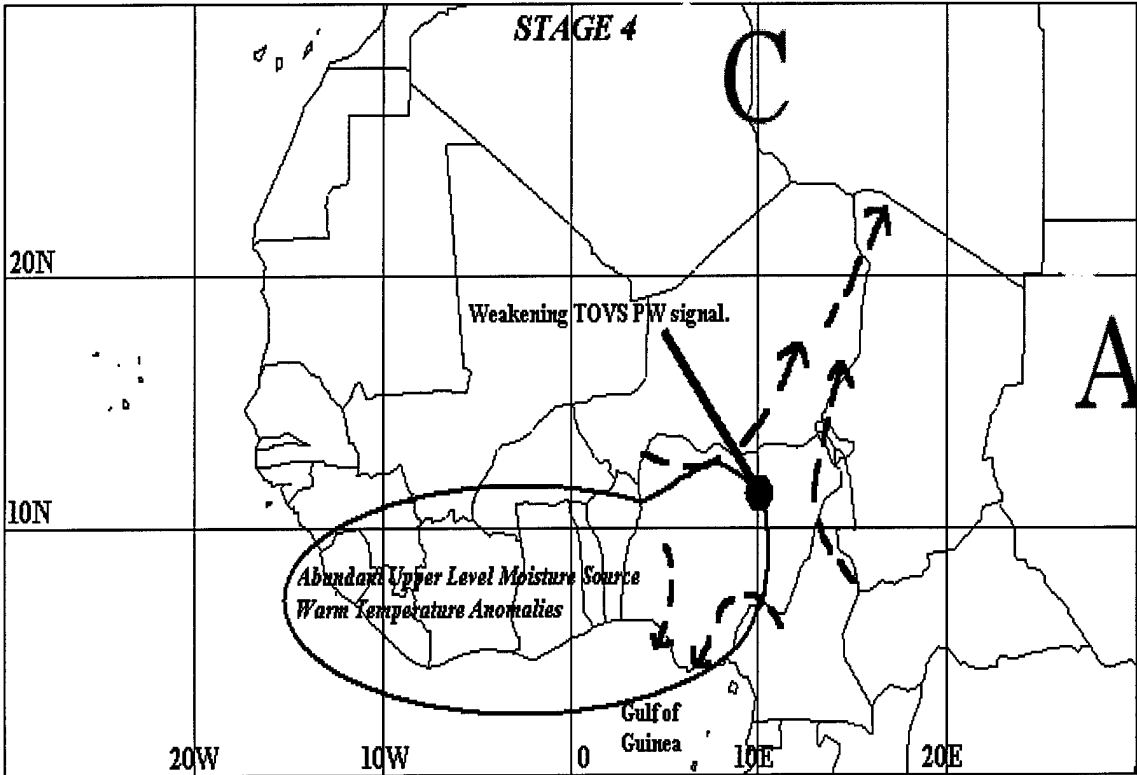 STAGE 4
C
20N
Weakening TOVS PW signal.
A
10N
Abundant Upper Level Moisture Source
Warm Temperature Anomalies
Gulf of
Guinea
20W
10W
0
10E
20E